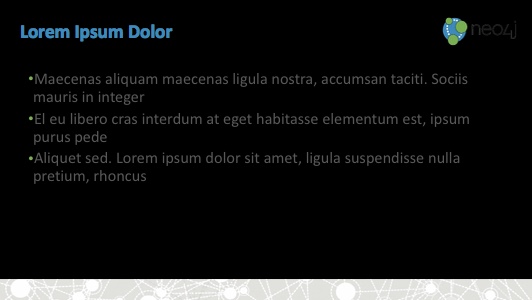 Lorem Ipsum Dolor
neo4j
•Maecenas aliquam maecenas ligula nostra, accumsan taciti. Sociis
mauris in integer
•El eu libero cras interdum at eget habitasse elementum est, ipsum
purus pede
•Aliquet sed. Lorem ipsum dolor sit amet, ligula suspendisse nulla
pretium, rhoncus